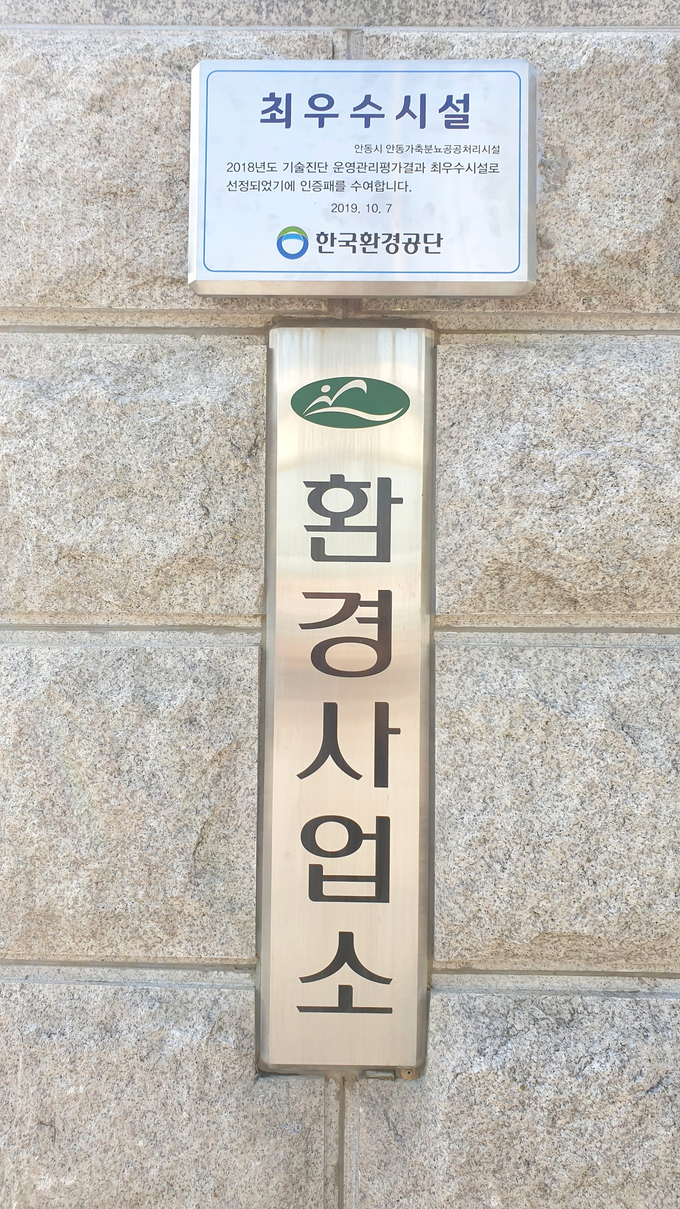 최우수시설
안동시 안동가축분뇨공공처리시설
2018년도 기술진단 운영관리평가결과 최우수시설로
선정되었기에 인증패를 수여합니다.
2019. 10. 7
한국환경공단
환경사업소